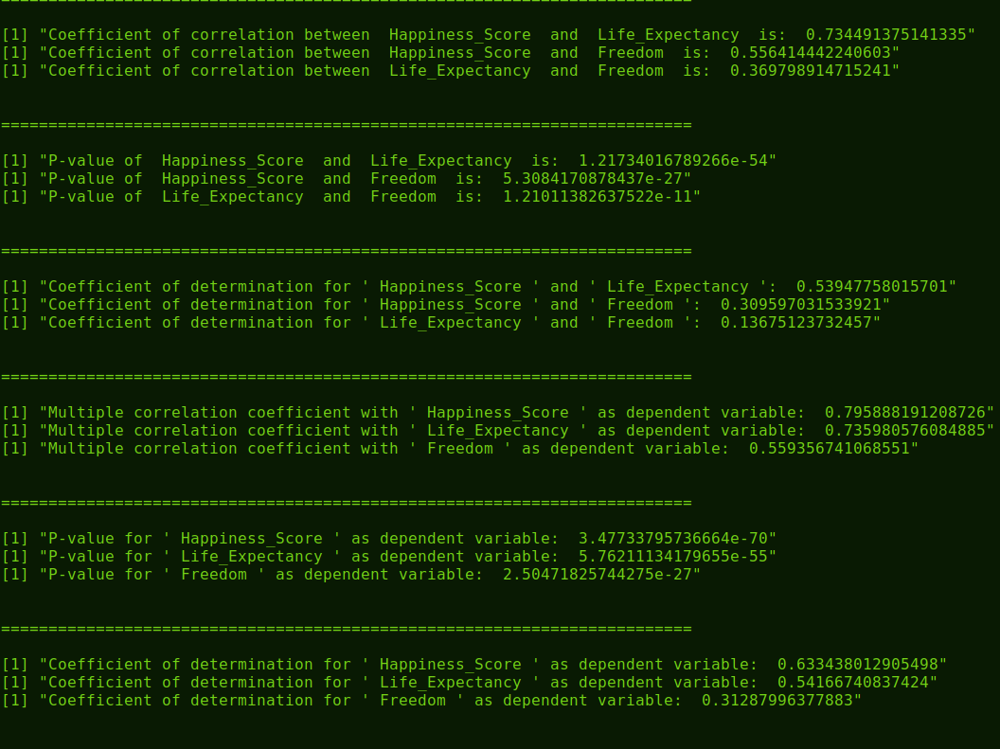 =========================================================================
[1] "Coefficient of correlation between  Happiness_Score  and  Life_Expectancy  is:  0.734491375141335"
[1] "Coefficient of correlation between  Happiness_Score  and  Freedom  is:  0.556414442240603"
[1] "Coefficient of correlation between  Life_Expectancy  and  Freedom  is:  0.369798914715241"
=========================================================================
[1] "P-value of  Happiness_Score  and  Life_Expectancy  is:  1.21734016789266e-54"
[1] "P-value of  Happiness_Score  and  Freedom  is:  5.3084170878437e-27"
[1] "P-value of  Life_Expectancy  and  Freedom  is:  1.21011382637522e-11"
=========================================================================
[1] "Coefficient of determination for ' Happiness_Score ' and ' Life_Expectancy ':  0.53947758015701"
[1] "Coefficient of determination for ' Happiness_Score ' and ' Freedom ':  0.309597031533921"
[1] "Coefficient of determination for ' Life_Expectancy ' and ' Freedom ':  0.13675123732457"
=========================================================================
[1] "Multiple correlation coefficient with ' Happiness_Score ' as dependent variable:  0.795888191208726"
[1] "Multiple correlation coefficient with ' Life_Expectancy ' as dependent variable:  0.735980576084885"
[1] "Multiple correlation coefficient with ' Freedom ' as dependent variable:  0.559356741068551"
=========================================================================
[1] "P-value for ' Happiness_Score ' as dependent variable:  3.47733795736664e-70"
[1] "P-value for ' Life_Expectancy ' as dependent variable:  5.76211134179655e-55"
[1] "P-value for ' Freedom ' as dependent variable:  2.50471825744275e-27"
=========================================================================
[1] "Coefficient of determination for ' Happiness_Score ' as dependent variable:  0.633438012905498"
[1] "Coefficient of determination for ' Life_Expectancy ' as dependent variable:  0.54166740837424"
[1] "Coefficient of determination for ' Freedom ' as dependent variable:  0.31287996377883"